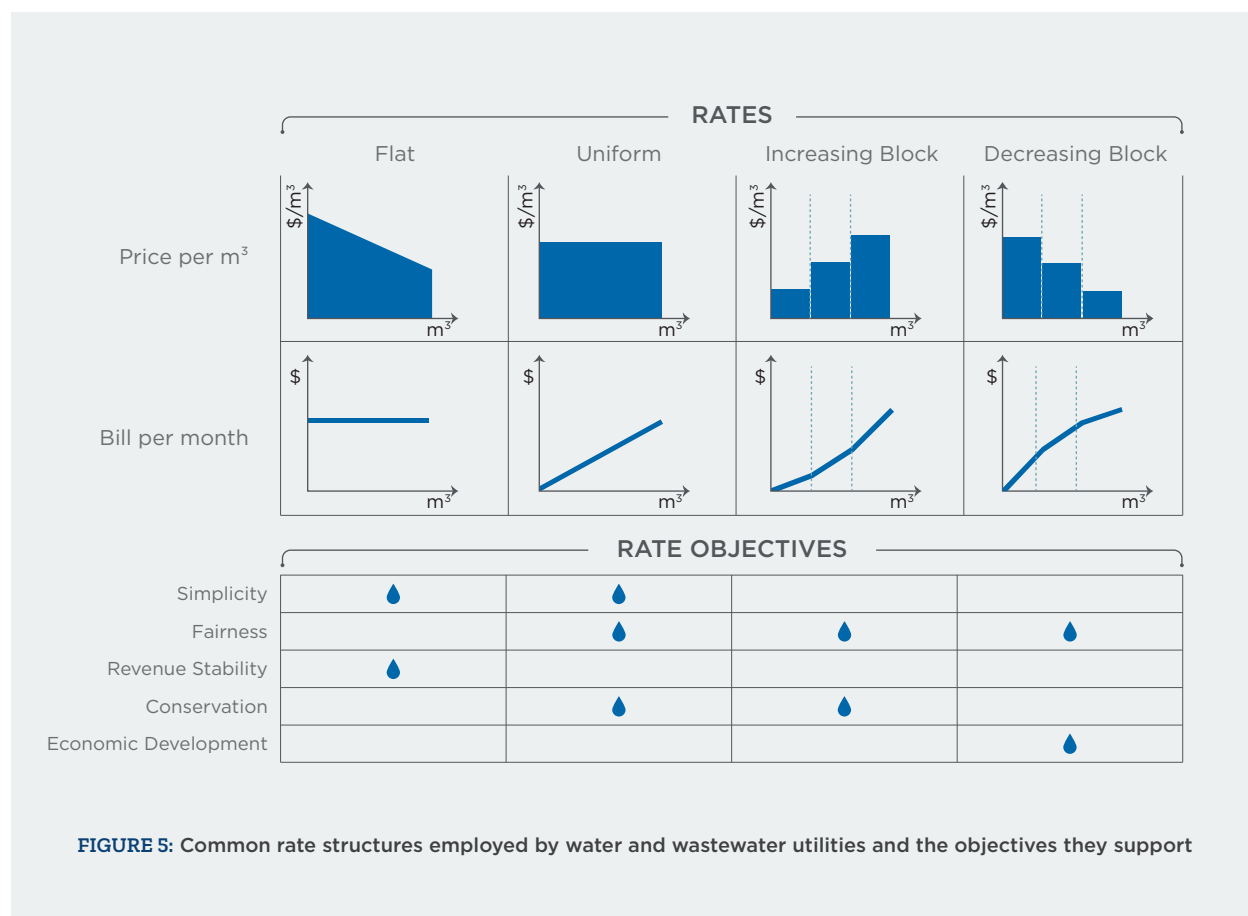 RATES
Flat Uniform Increasing Block Decreasing Block
Price per m³
$/m³ m³ $/m³ m³ $/m³ m³ $/m³ m³
Bill per month
$ m³ $ m³ $ m³ $ m³
RATE OBJECTIVES
Simplicity
Fairness
Revenue Stability
Conservation
Economic Development
FIGURE 5: Common rate structures employed by water and wastewater utilities and the objectives they support